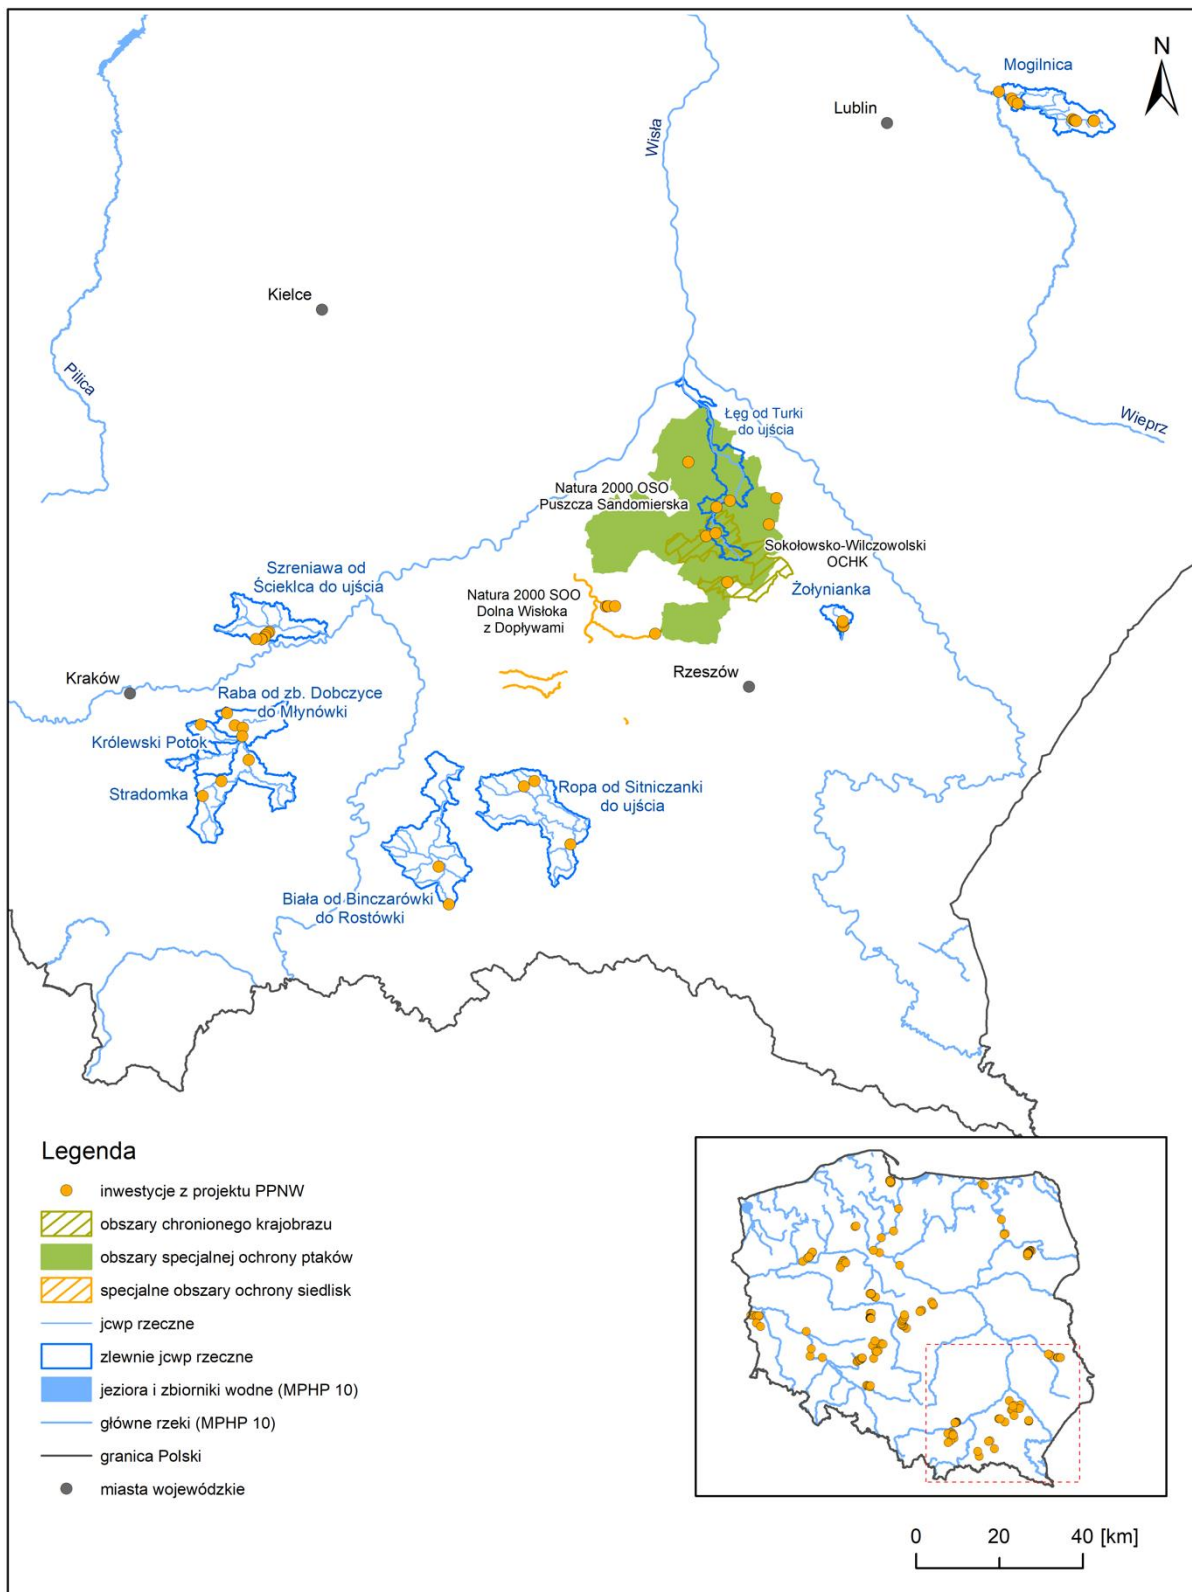 N
Mogilnica
Lublin
Wisła
Kielce
Pilica
Wieprz
Łęg od Turki
do ujścia
Natura 2000 OSO
Puszcza Sandomierska
Sokołowsko-Wilczowolski
OCHK
Szreniawa od
Ścieklca do ujścia
Natura 2000 SOO
Dolna Wisłoka
z Dopływami
Żołynianka
Kraków
Rzeszów
Raba od zb. Dobczyce
do Młynówki
Królewski Potok
Stradomka
Ropa od Sitniczanki
do ujścia
Biała od Binczarówki
do Rostówki
Legenda
inwestycje z projektu PPNW
obszary chronionego krajobrazu
obszary specjalnej ochrony ptaków
specjalne obszary ochrony siedlisk
jcwp rzeczne
zlewnie jcwp rzeczne
jeziora i zbiorniki wodne (MPHP 10)
główne rzeki (MPHP 10)
granica Polski
miasta wojewódzkie
0 20 40 [km]